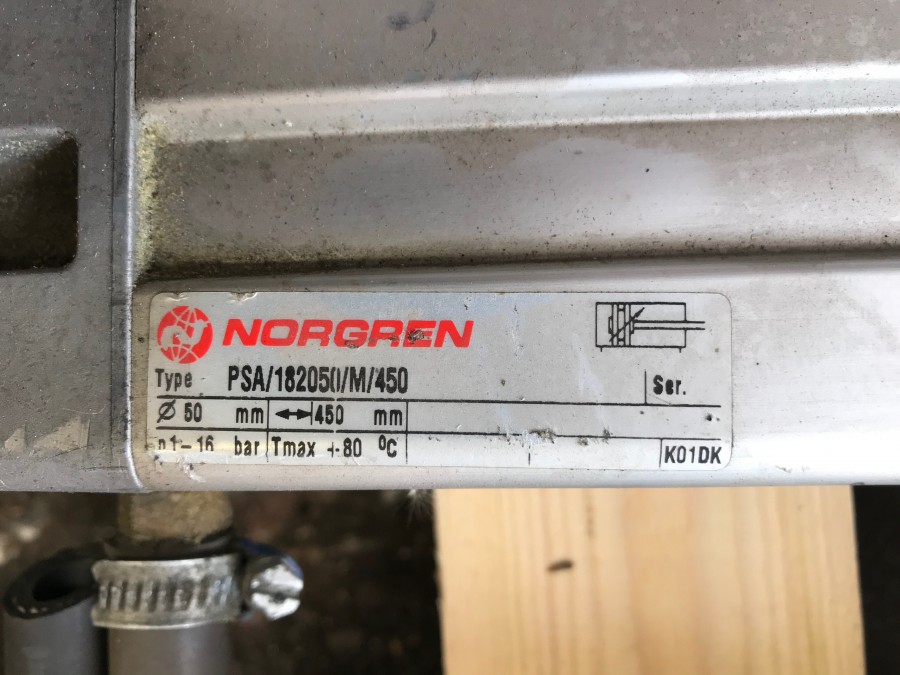 NORGREN
Type PSA/182050/M/450 Ser.
Ø 50 mm 450 mm
p1-16 bar Tmax +80 °C K01DK